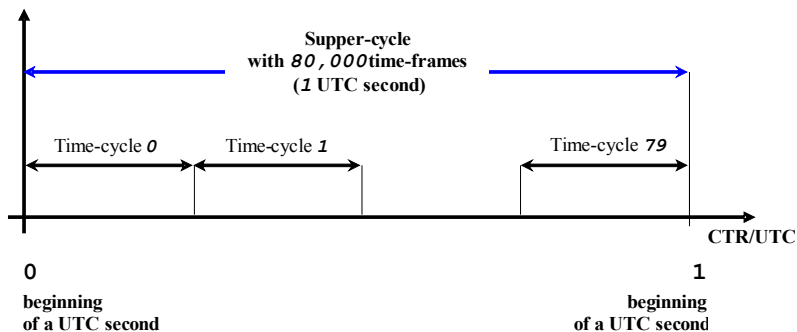 Supper-cycle
with 80,000time-frames
(1 UTC second)
Time-cycle 0
Time-cycle 1
Time-cycle 79
CTR/UTC
0
1
beginning
of a UTC second
beginning
of a UTC second